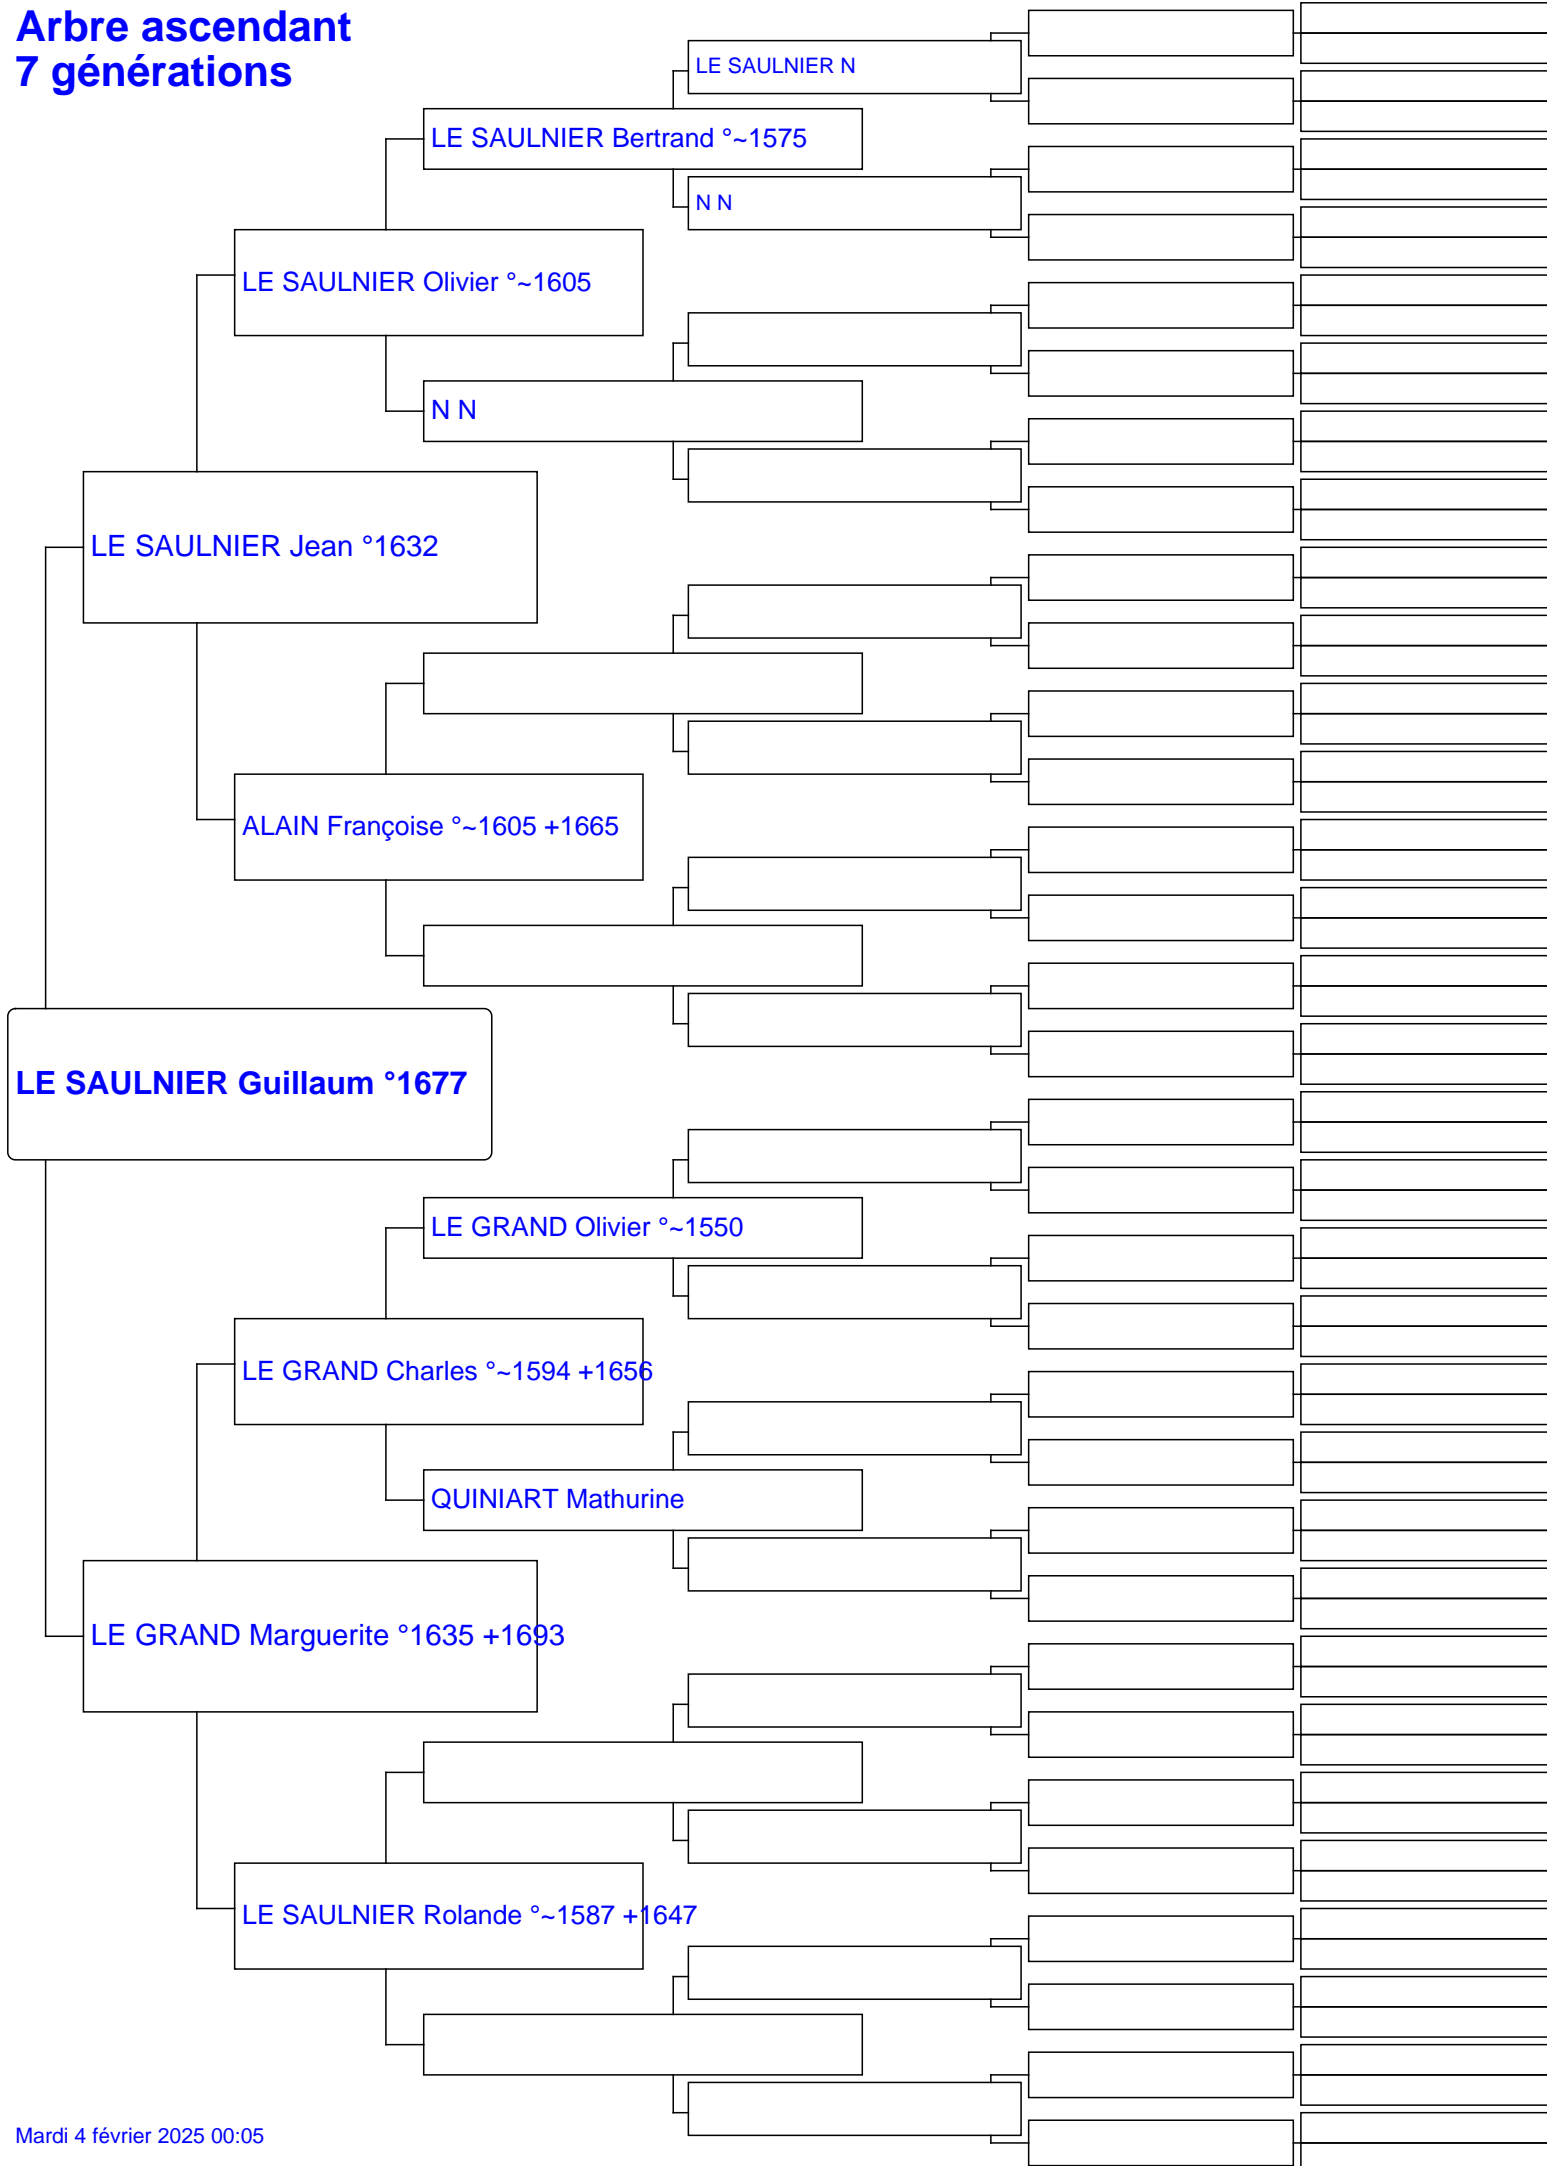 Arbre ascendant
7 générations
LE SAULNIER N
LE SAULNIER Bertrand °~1575
N N
LE SAULNIER Olivier °~1605
N N
LE SAULNIER Jean °1632
ALAIN Françoise °~1605 +1665
LE SAULNIER Guillaum °1677
LE GRAND Olivier °~1550
LE GRAND Charles °~1594 +1656
QUINIART Mathurine
LE GRAND Marguerite °1635 +1693
LE SAULNIER Rolande °~1587 +1647
Mardi 4 février 2025 00:05